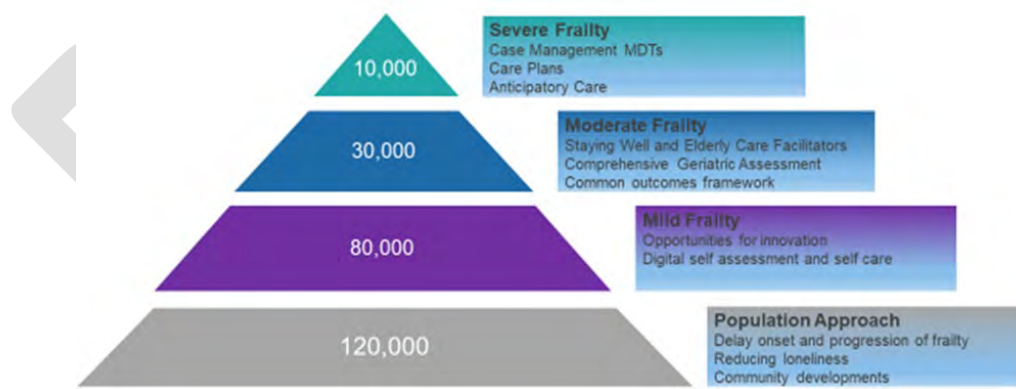 Severe Frailty
Case Management MDTs
Care Plans
Anticipatory Care
10,000
Moderate Frailty
Staying Well and Elderly Care Facilitators
Comprehensive Geriatric Assessment
Common outcomes framework
30,000
Mild Frailty
Opportunities for innovation
Digital self assessment and self care
80,000
Population Approach
Delay onset and progression of frailty
Reducing loneliness
Community developments
120,000